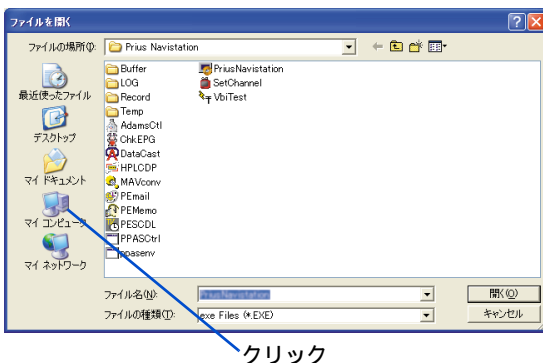 ファイルを開く
ファイルの場所(I):
Prius Navistation
最近使ったファイル
デスクトップ
マイ ドキュメント
マイ コンピュータ
マイ ネットワーク
Buffer
LOG
Record
Temp
AdamsCtl
ChkEPG
DataCast
HPLCDP
MAVconv
PEmail
PEMemo
PESCDL
PPASCtrl
ppasenv
PriusNavistation
SetChannel
VbiTest
ファイル名(N):
PriusNavistation
開く(O)
ファイルの種類(T):
exe Files (*.EXE)
キャンセル
クリック